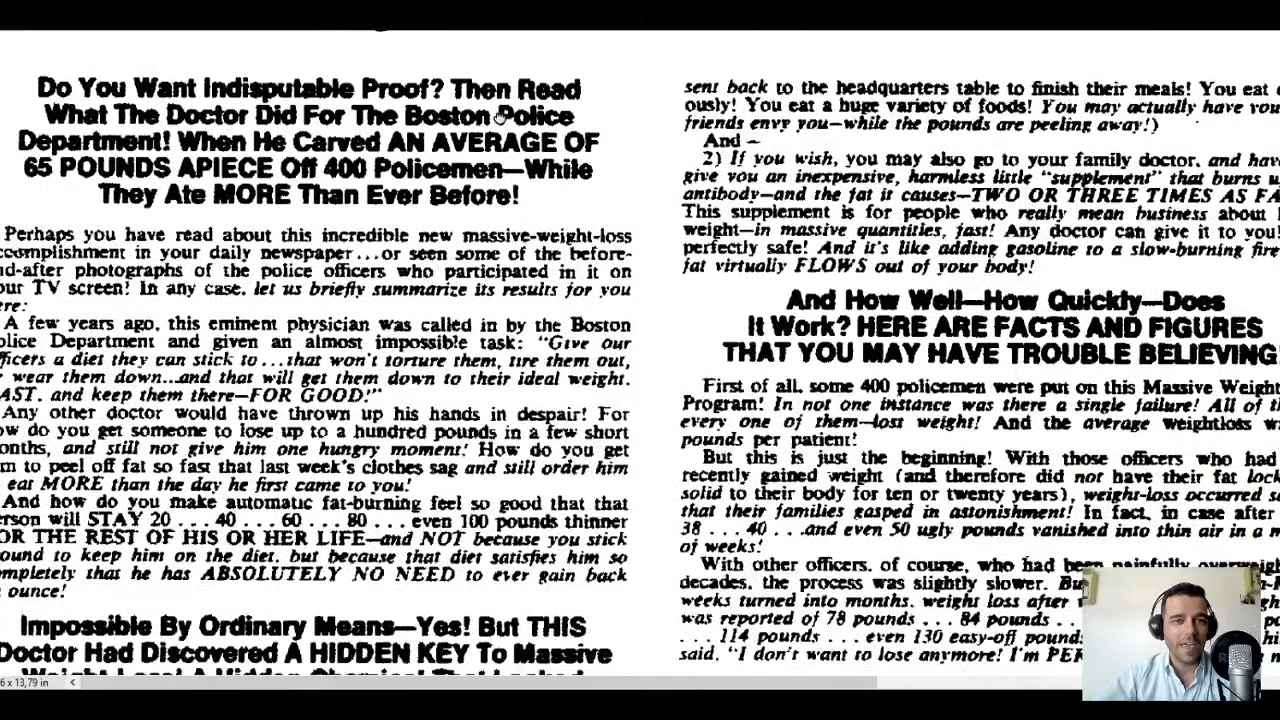 Do You Want Indisputable Proof? Then Read
What The Doctor Did For The Boston Police
Department! When He Carved AN AVERAGE OF
65 POUNDS APIECE Off 400 Policemen—While
They Ate MORE Than Ever Before!
Perhaps you have read about this incredible new massive-weight-loss
ccomplishment in your daily newspaper...or seen some of the before-
nd-after photographs of the police officers who participated in it on
our TV screen! In any case, let us briefly summarize its results for you
ere:
A few years ago, this eminent physician was called in by the Boston
olice Department and given an almost impossible task: "Give our
fficers a diet they can stick to...that won't torture them, tire them out,
r wear them down...and that will get them down to their ideal weight.
AST, and keep them there—FOR GOOD!"
Any other doctor would have thrown up his hands in despair! For
ow do you get someone to lose up to a hundred pounds in a few short
onths, and still not give him one hungry moment! How do you get
m to peel off fat so fast that last week's clothes sag and still order him
eat MORE than the day he first came to you!
And how do you make automatic fat-burning feel so good that that
erson will STAY 20 . . . 40 . . . 60 . . . 80 . . . even 100 pounds thinner
OR THE REST OF HIS OR HER LIFE—and NOT because you stick
ound to keep him on the diet, but because that diet satisfies him so
mpletely that he has ABSOLUTELY NO NEED to ever gain back
ounce!
Impossible By Ordinary Means—Yes! But THIS
Doctor Had Discovered A HIDDEN KEY To Massive
sent back to the headquarters table to finish their meals! You eat
ously! You eat a huge variety of foods! You may actually have you
friends envy you—while the pounds are peeling away!)
And —
2) If you wish, you may also go to your family doctor, and have
give you an inexpensive, harmless little "supplement" that burns u
antibody—and the fat it causes—TWO OR THREE TIMES AS FA
This supplement is for people who really mean business about
weight—in massive quantities, fast! Any doctor can give it to you!
perfectly safe! And it's like adding gasoline to a slow-burning fire
fat virtually FLOWS out of your body!
And How Well—How Quickly—Does
It Work? HERE ARE FACTS AND FIGURES
THAT YOU MAY HAVE TROUBLE BELIEVING!
First of all, some 400 policemen were put on this Massive Weight
Program! In not one instance was there a single failure! All of th
every one of them—lost weight! And the average weightloss w
pounds per patient!
But this is just the beginning! With those officers who had
recently gained weight (and therefore did not have their fat lock
solid to their body for ten or twenty years), weight-loss occurred s
that their families gasped in astonishment! In fact, in case after
38 . . . 40 . . .and even 50 ugly pounds vanished into thin air in a m
of weeks!
With other officers, of course, who had been painfully overweigh
decades, the process was slightly slower. Bu
weeks turned into months, weight loss after
was reported of 78 pounds . . . 84 pounds . . . po
. . . 114 pounds . . . even 130 easy-off pound
said, "I don't want to lose anymore! I'm PER
6 x 13,79 in